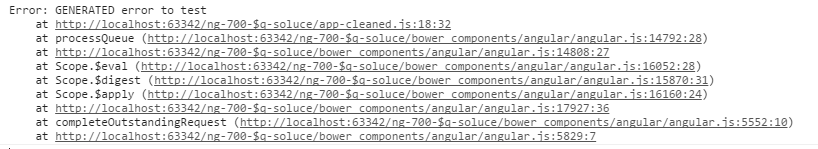 Error: GENERATED error to test
at http://localhost:63342/ng-700-$q-soluce/app-cleaned.js:18:32
at processQueue (http://localhost:63342/ng-700-$q-soluce/bower_components/angular/angular.js:14792:28)
at http://localhost:63342/ng-700-$q-soluce/bower_components/angular/angular.js:14808:27
at Scope.$eval (http://localhost:63342/ng-700-$q-soluce/bower_components/angular/angular.js:16052:28)
at Scope.$digest (http://localhost:63342/ng-700-$q-soluce/bower_components/angular/angular.js:15870:31)
at Scope.$apply (http://localhost:63342/ng-700-$q-soluce/bower_components/angular/angular.js:16160:24)
at http://localhost:63342/ng-700-$q-soluce/bower_components/angular/angular.js:17927:36
at completeOutstandingRequest (http://localhost:63342/ng-700-$q-soluce/bower_components/angular/angular.js:5552:10)
at http://localhost:63342/ng-700-$q-soluce/bower_components/angular/angular.js:5829:7